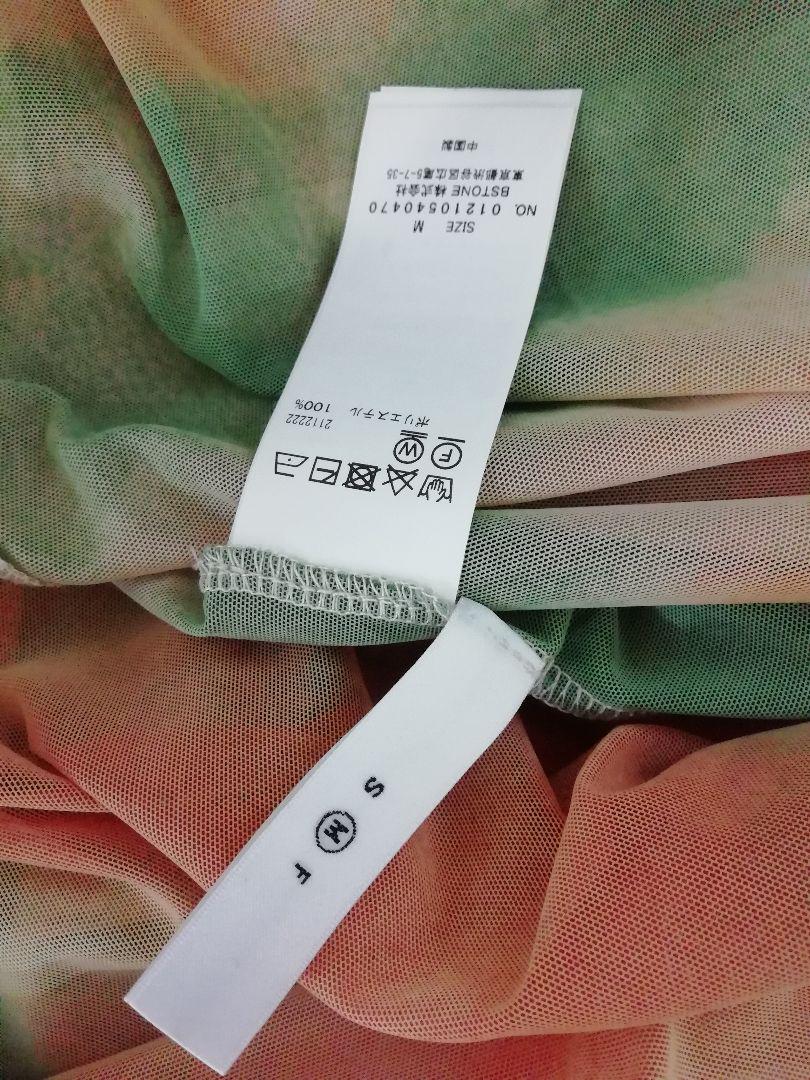 F W
ポリエステル 100%
2112222
SIZE M
NO. 01210540470
BSTONE 株式会社
東京都渋谷区広尾5-7-35
中国製
S M F